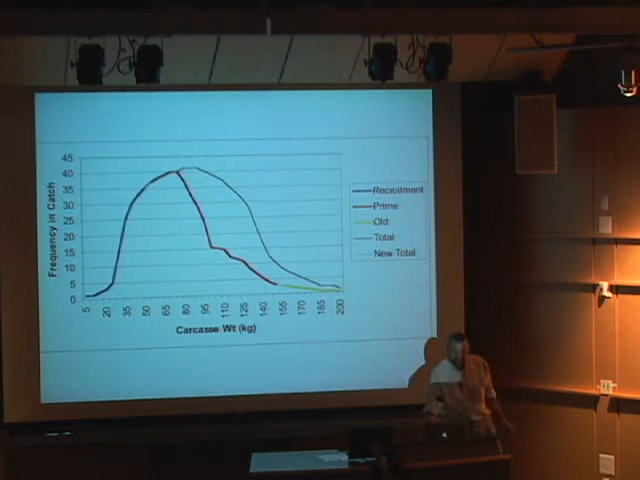 45
40
35
30
25
20
15
10
5
0
Frequency in Catch
5 20 35 50 65 80 95 110 125 140 155 170 185 200
Carcasse Wt (kg)
Recruitment
Prime
Old
Total
New Total